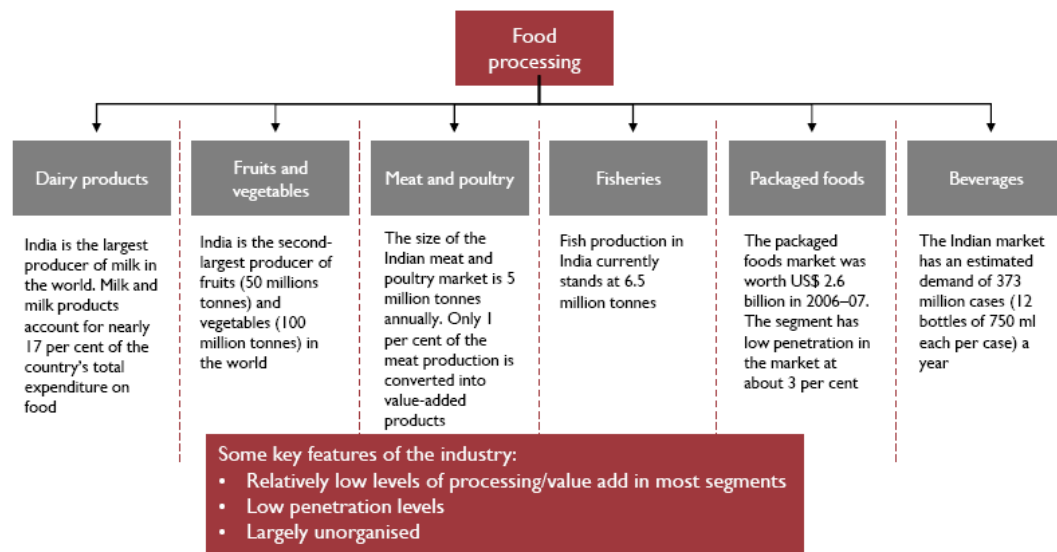 Food
processing
Dairy products
India is the largest
producer of milk in
the world. Milk and
milk products
account for nearly
17 per cent of the
country's total
expenditure on
food
Fruits and
vegetables
India is the second-
largest producer of
fruits (50 millions
tonnes) and
vegetables (100
million tonnes) in
the world
Meat and poultry
The size of the
Indian meat and
poultry market is 5
million tonnes
annually. Only 1
per cent of the
meat production is
converted into
value-added
products
Fisheries
Fish production in
India currently
stands at 6.5
million tonnes
Packaged foods
The packaged
foods market was
worth US$ 2.6
billion in 2006–07.
The segment has
low penetration in
the market at
about 3 per cent
Beverages
The Indian market
has an estimated
demand of 373
million cases (12
bottles of 750 ml
each per case) a
year
Some key features of the industry:
• Relatively low levels of processing/value add in most segments
• Low penetration levels
• Largely unorganised